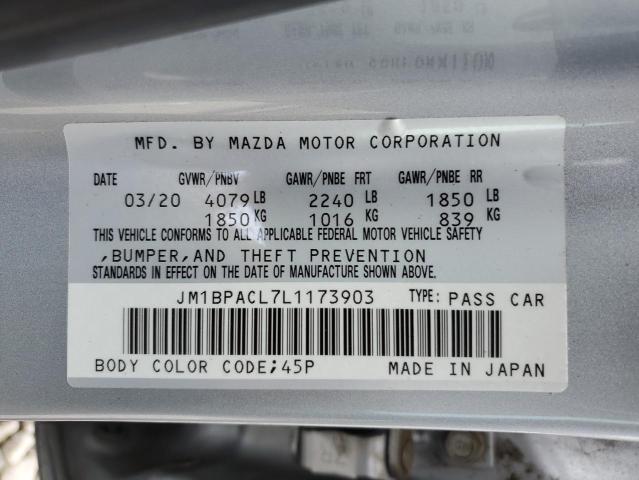 MFD. BY MAZDA MOTOR CORPORATION
DATE GVWR/PNBV GAWR/PNBE FRT GAWR/PNBE RR
03/20 4079 LB 2240 LB 1850 LB
1850 KG 1016 KG 839 KG
THIS VEHICLE CONFORMS TO ALL APPLICABLE FEDERAL MOTOR VEHICLE SAFETY
,BUMPER,AND THEFT PREVENTION
STANDARDS IN EFFECT ON THE DATE OF MANUFACTURE SHOWN ABOVE.
JM1BPACL7L1173903 TYPE: PASS CAR
BODY COLOR CODE;45P MADE IN JAPAN